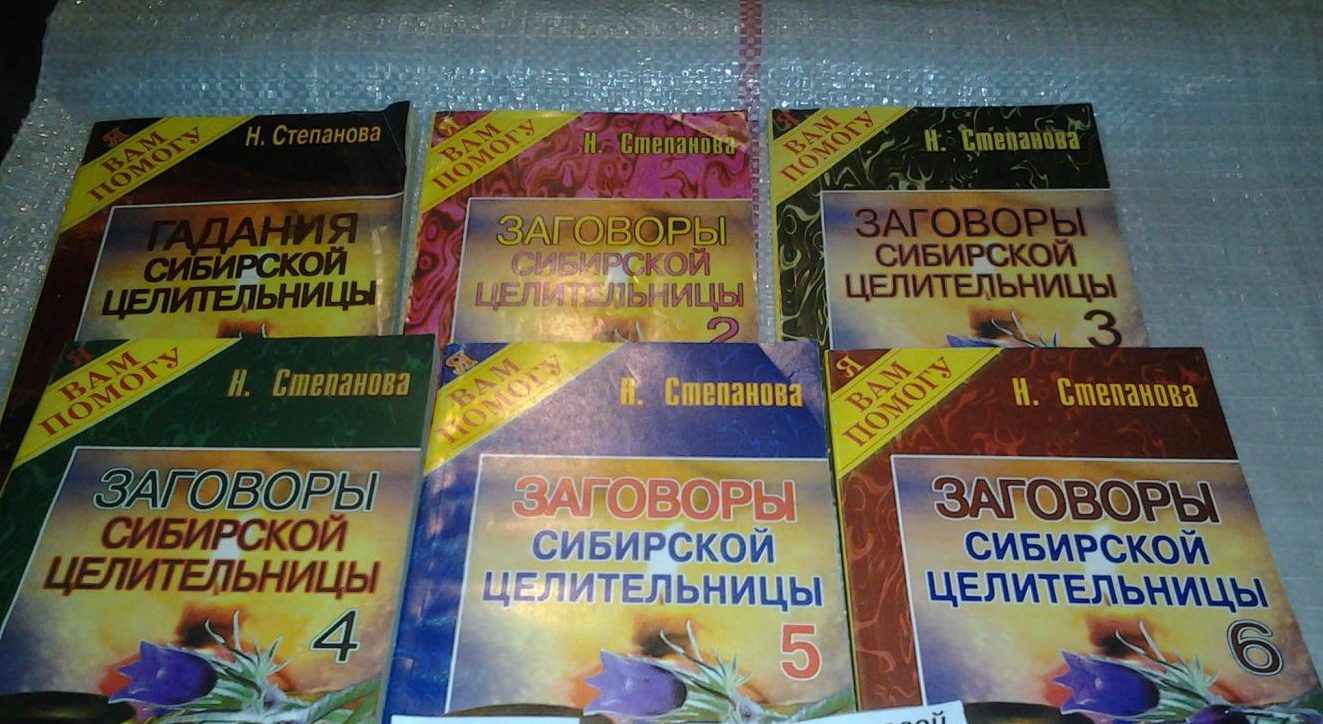 Я
ВАМ
ПОМОГУ
Н. Степанова
ГАДАНИЯ
СИБИРСКОЙ
ЦЕЛИТЕЛЬНИЦЫ
Я
ВАМ
ПОМОГУ
Н. Степанова
ЗАГОВОРЫ
СИБИРСКОЙ
ЦЕЛИТЕЛЬНИЦЫ
2
Я
ВАМ
ПОМОГУ
Н. Степанова
ЗАГОВОРЫ
СИБИРСКОЙ
ЦЕЛИТЕЛЬНИЦЫ
3
Я
ВАМ
ПОМОГУ
Н. Степанова
ЗАГОВОРЫ
СИБИРСКОЙ
ЦЕЛИТЕЛЬНИЦЫ
4
Я
ВАМ
ПОМОГУ
Н. Степанова
ЗАГОВОРЫ
СИБИРСКОЙ
ЦЕЛИТЕЛЬНИЦЫ
5
Я
ВАМ
ПОМОГУ
Н. Степанова
ЗАГОВОРЫ
СИБИРСКОЙ
ЦЕЛИТЕЛЬНИЦЫ
6